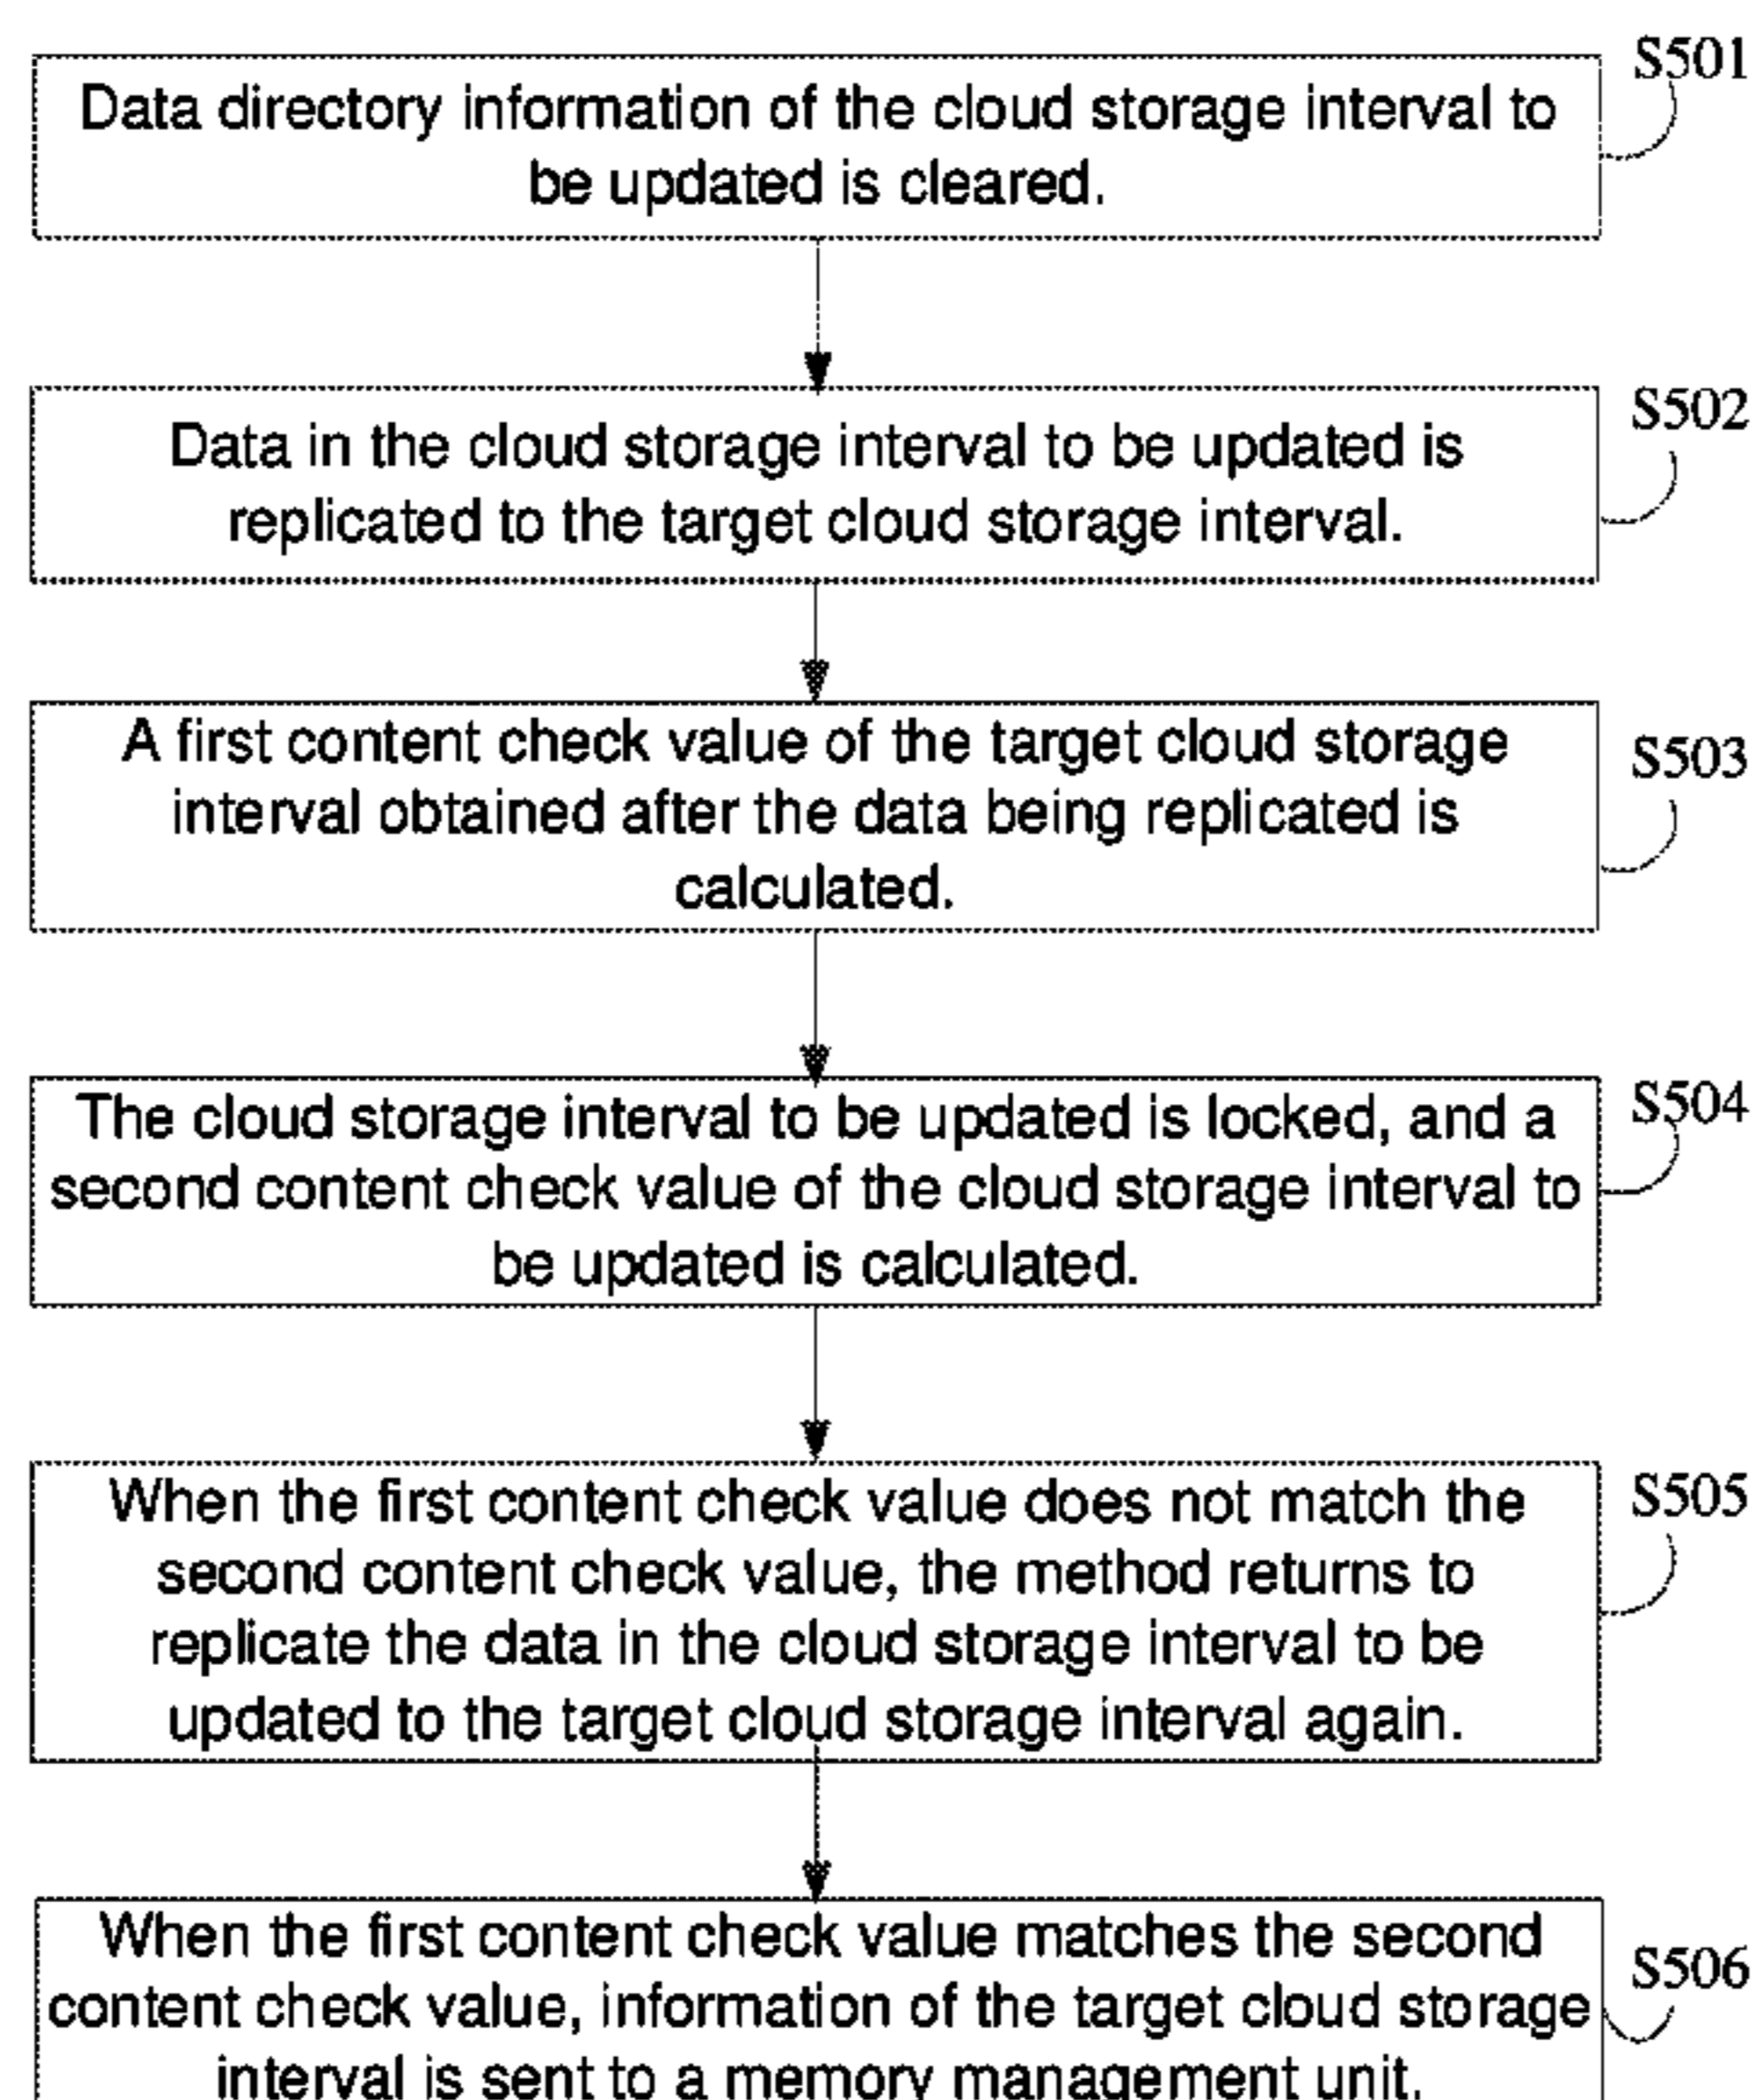 S501
Data directory information of the cloud storage interval to
be updated is cleared.
S502
Data in the cloud storage interval to be updated is
replicated to the target cloud storage interval.
S503
A first content check value of the target cloud storage
interval obtained after the data being replicated is
calculated.
S504
The cloud storage interval to be updated is locked, and a
second content check value of the cloud storage interval to
be updated is calculated.
S505
When the first content check value does not match the
second content check value, the method returns to
replicate the data in the cloud storage interval to be
updated to the target cloud storage interval again.
S506
When the first content check value matches the second
content check value, information of the target cloud storage
interval is sent to a memory management unit.